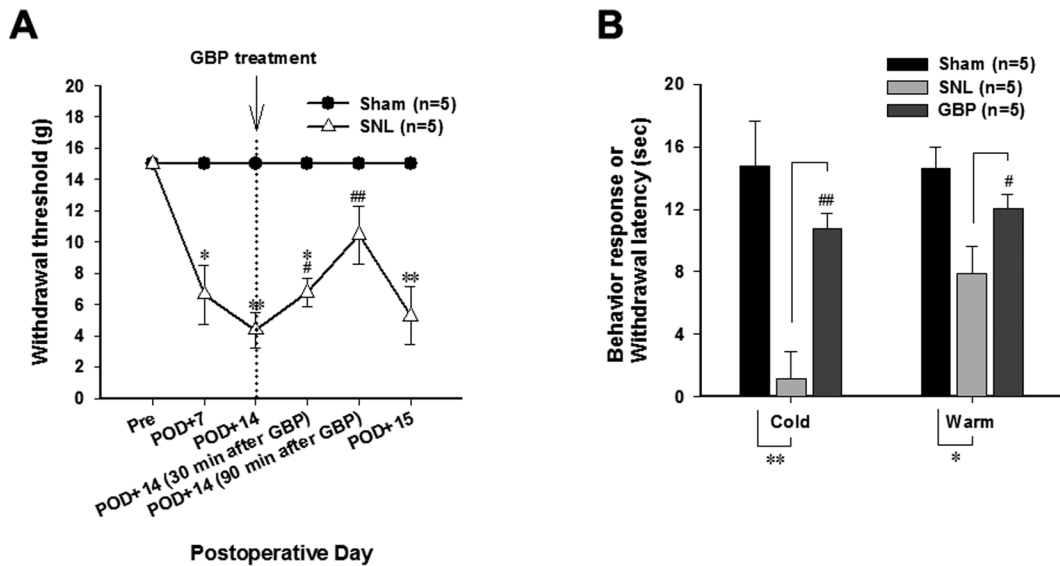 A
GBP treatment
Sham (n=5)
SNL (n=5)
Withdrawal threshold (g)
20
18
16
14
12
10
8
6
4
2
0
*
**
*
#
##
**
Pre
POD+7
POD+14
POD+14 (30 min after GBP)
POD+14 (90 min after GBP)
POD+15
Postoperative Day
B
Sham (n=5)
SNL (n=5)
GBP (n=5)
Behavior response or
Withdrawal latency (sec)
20
16
12
8
4
0
##
#
Cold
Warm
**
*